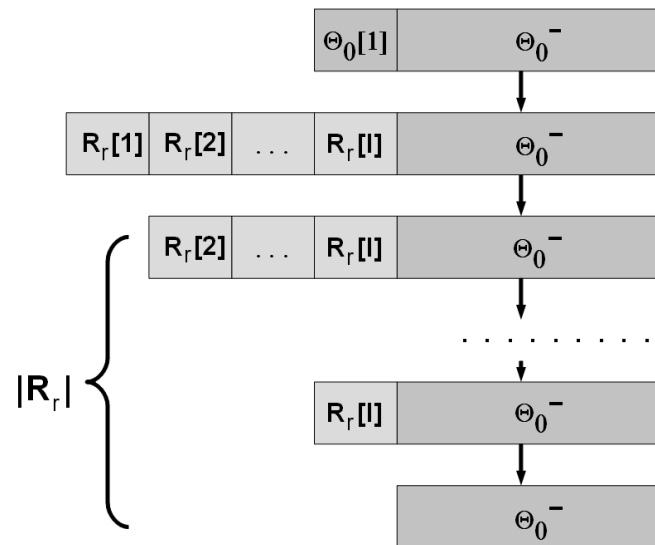 Θ₀[1] Θ₀⁻
Rᵣ[1] Rᵣ[2] . . . Rᵣ[l] Θ₀⁻
Rᵣ[2] . . . Rᵣ[l] Θ₀⁻
. . . . . . . . .
|Rᵣ|
Rᵣ[l] Θ₀⁻
Θ₀⁻